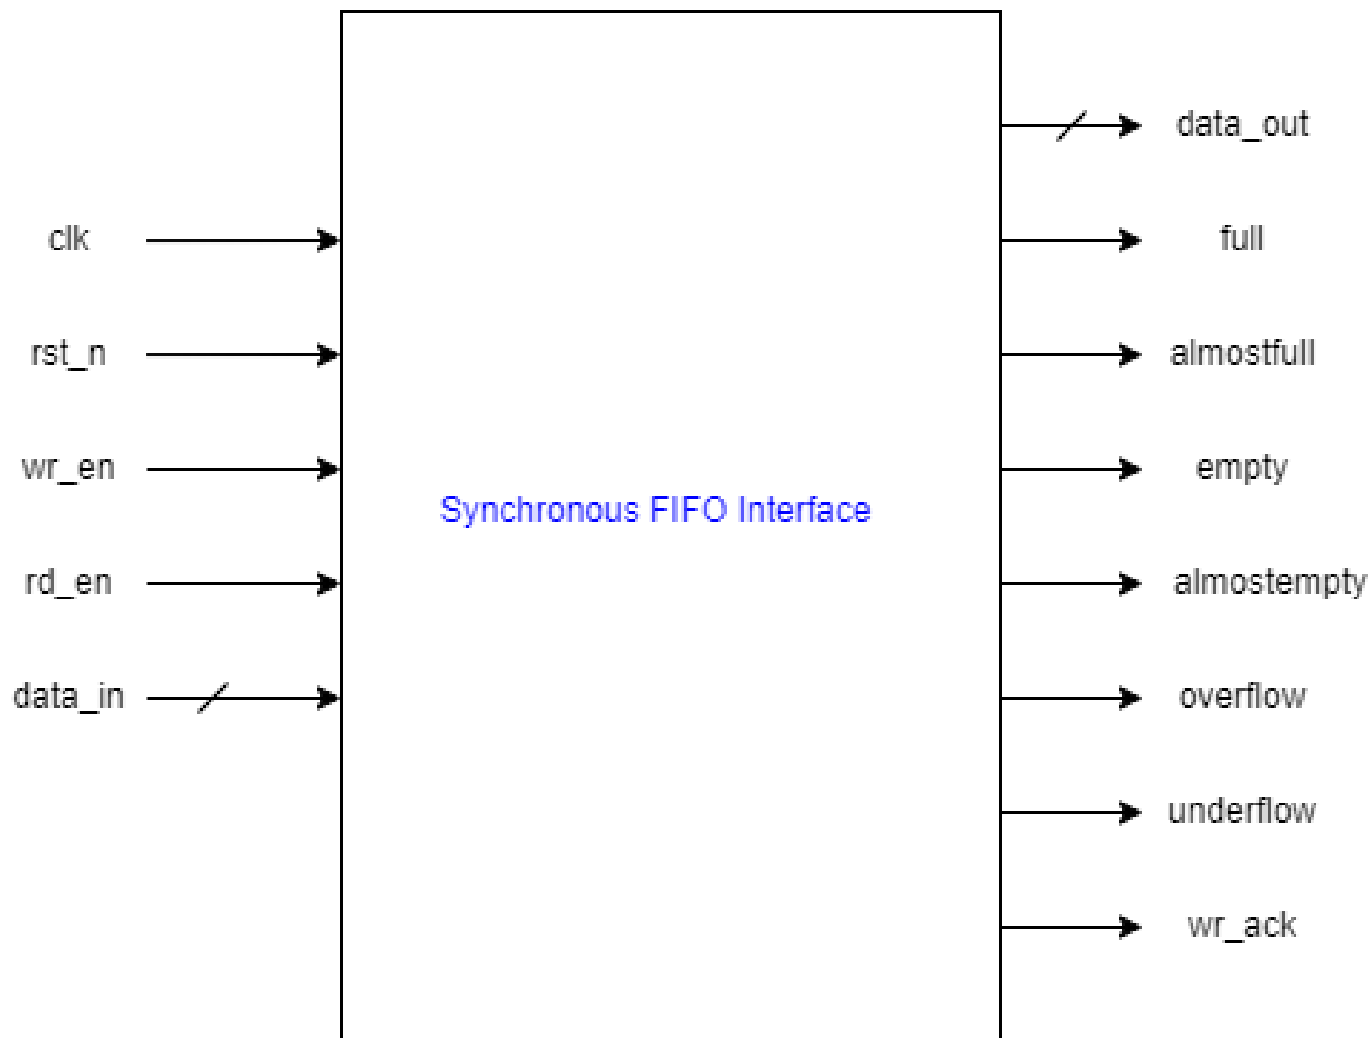 clk
rst_n
wr_en
rd_en
data_in
Synchronous FIFO Interface
data_out
full
almostfull
empty
almostempty
overflow
underflow
wr_ack